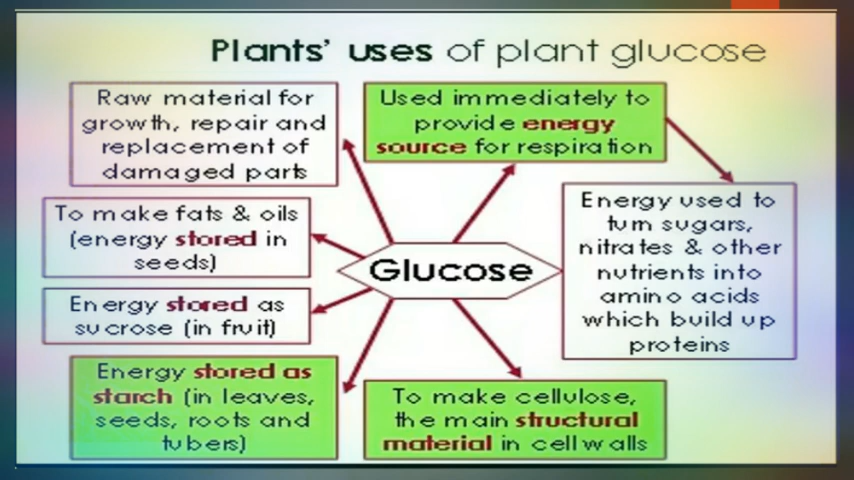 Plants’ uses of plant glucose
Raw material for
growth, repair and
replacement of
damaged parts
Used immediately to
provide energy
source for respiration
To make fats & oils
(energy stored in
seeds)
Glucose
Energy used to
turn sugars,
nitrates & other
nutrients into
amino acids
which build up
proteins
Energy stored as
sucrose (in fruit)
Energy stored as
starch (in leaves,
seeds, roots and
tubers)
To make cellulose,
the main structural
material in cell walls